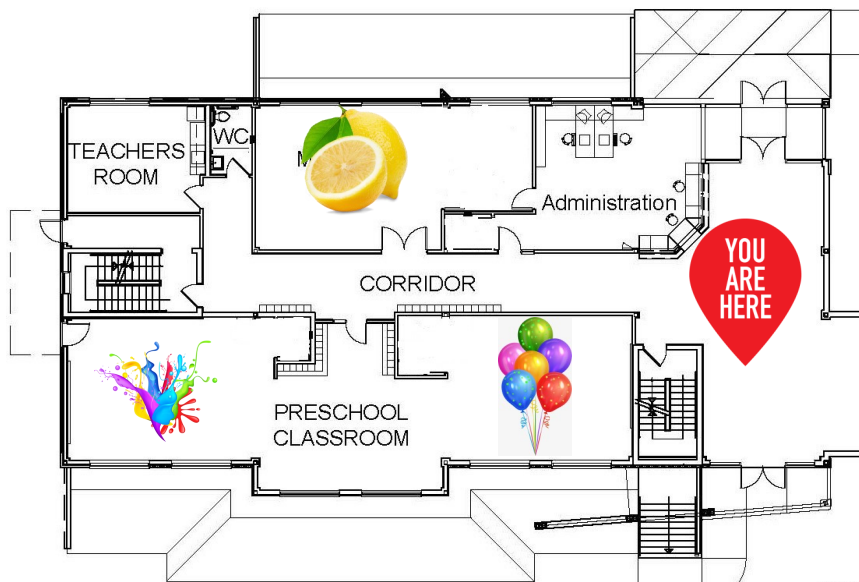 WC
TEACHERS
ROOM
Administration
YOU
ARE
HERE
CORRIDOR
PRESCHOOL
CLASSROOM